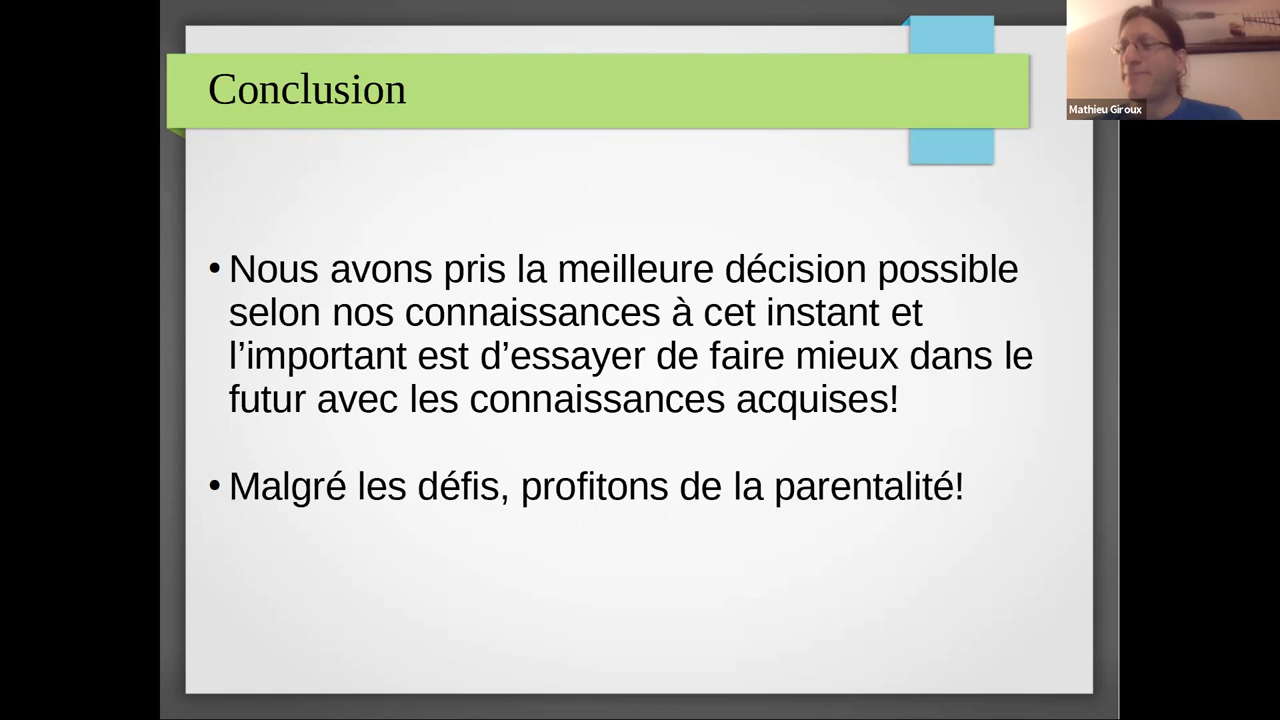 Conclusion
Mathieu Giroux
• Nous avons pris la meilleure décision possible
selon nos connaissances à cet instant et
l’important est d’essayer de faire mieux dans le
futur avec les connaissances acquises!
• Malgré les défis, profitons de la parentalité!